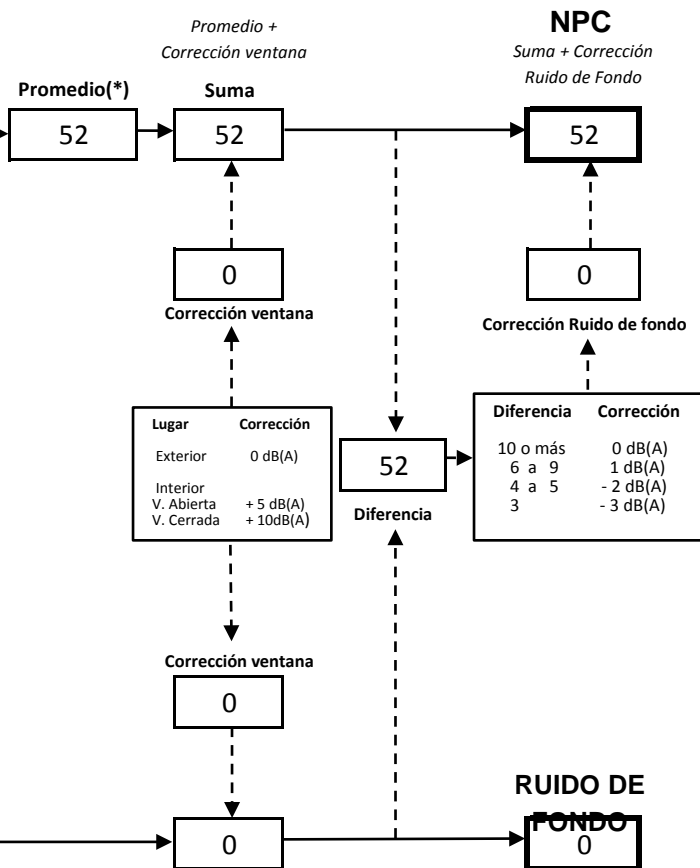 Promedio +
Corrección ventana
NPC
Suma + Corrección
Ruido de Fondo
Promedio(*)
Suma
52
52
52
0
0
Corrección ventana
Corrección Ruido de fondo
Lugar Corrección
Exterior 0 dB(A)
Interior
V. Abierta + 5 dB(A)
V. Cerrada + 10dB(A)
52
Diferencia
Diferencia Corrección
10 o más 0 dB(A)
6 a 9 1 dB(A)
4 a 5 - 2 dB(A)
3 - 3 dB(A)
Corrección ventana
0
RUIDO DE
FONDO
0
0